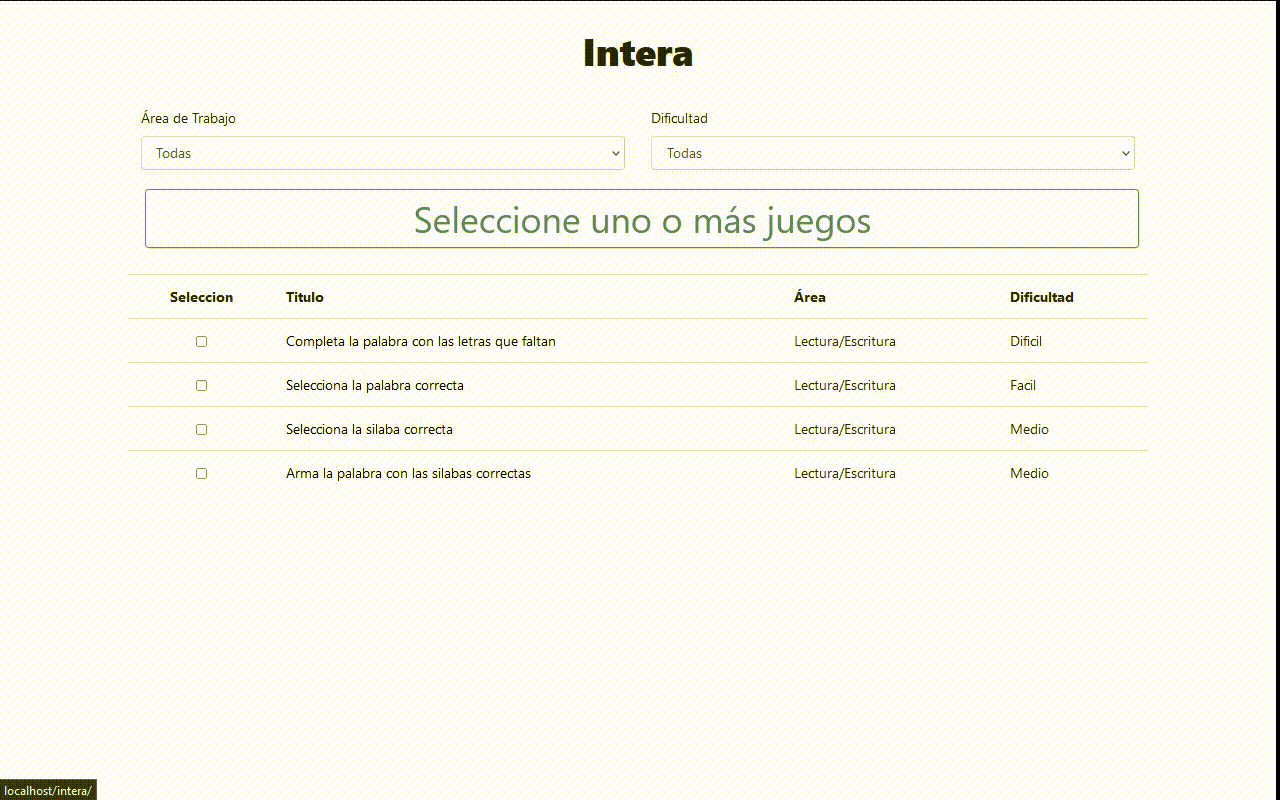 Intera
Área de Trabajo Dificultad
Todas Todas
Seleccione uno o más juegos
Seleccion Titulo Área Dificultad
Completa la palabra con las letras que faltan Lectura/Escritura Dificil
Selecciona la palabra correcta Lectura/Escritura Facil
Selecciona la silaba correcta Lectura/Escritura Medio
Arma la palabra con las silabas correctas Lectura/Escritura Medio
localhost/intera/